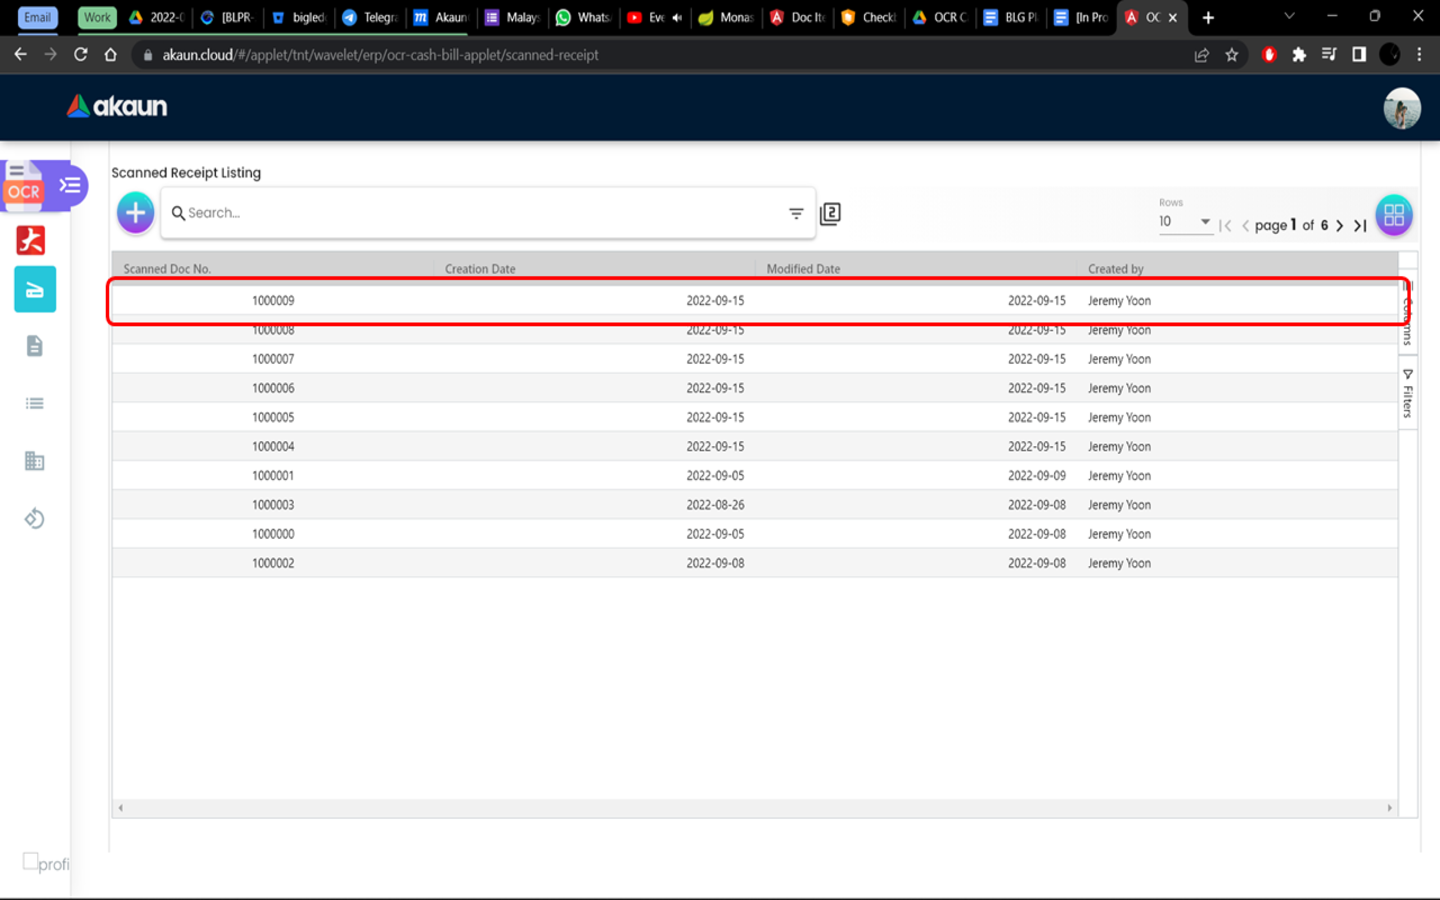 Email Work 2022-( [BLPR- bigled Telegra Akaun Malays Whats Eve Monas Doc Ite Checkl OCR C BLG Pl [In Pro OC
akaun.cloud/#/applet/tnt/wavelet/erp/ocr-cash-bill-applet/scanned-receipt
akaun
OCR
Scanned Receipt Listing
Search...
2
Rows
10
page 1 of 6
Scanned Doc No. Creation Date Modified Date Created by
1000009 2022-09-15 2022-09-15 Jeremy Yoon
1000008 2022-09-15 2022-09-15 Jeremy Yoon
1000007 2022-09-15 2022-09-15 Jeremy Yoon
1000006 2022-09-15 2022-09-15 Jeremy Yoon
1000005 2022-09-15 2022-09-15 Jeremy Yoon
1000004 2022-09-15 2022-09-15 Jeremy Yoon
1000001 2022-09-05 2022-09-09 Jeremy Yoon
1000003 2022-08-26 2022-09-08 Jeremy Yoon
1000000 2022-09-05 2022-09-08 Jeremy Yoon
1000002 2022-09-08 2022-09-08 Jeremy Yoon
Columns
Filters
profi